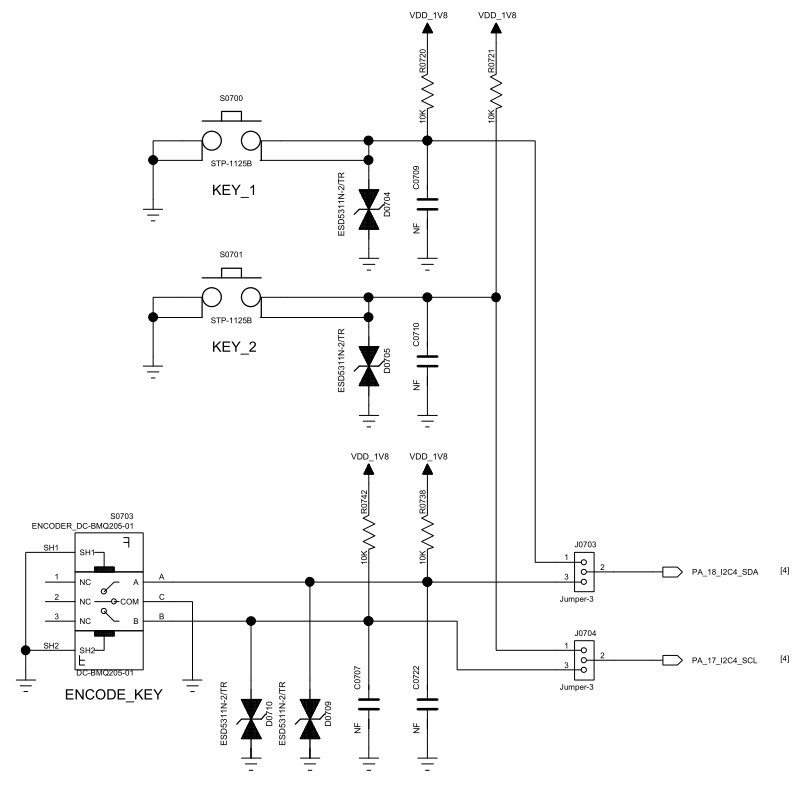 VDD_1V8
VDD_1V8
R0720
10K
R0721
10K
S0700
STP-1125B
KEY_1
ESD5311N-2/TR
D0704
C0709
NF
S0701
STP-1125B
KEY_2
ESD5311N-2/TR
D0705
C0710
NF
VDD_1V8
VDD_1V8
R0742
10K
R0738
10K
S0703
ENCODER_DC-BMQ205-01
SH1
SH1
1
NC
A
A
2
NC
COM
C
3
NC
B
B
SH2
SH2
DC-BMQ205-01
ENCODE_KEY
ESD5311N-2/TR
D0710
ESD5311N-2/TR
D0709
C0707
NF
C0722
NF
J0703
1
2
3
Jumper-3
PA_18_I2C4_SDA
[4]
J0704
1
2
3
Jumper-3
PA_17_I2C4_SCL
[4]